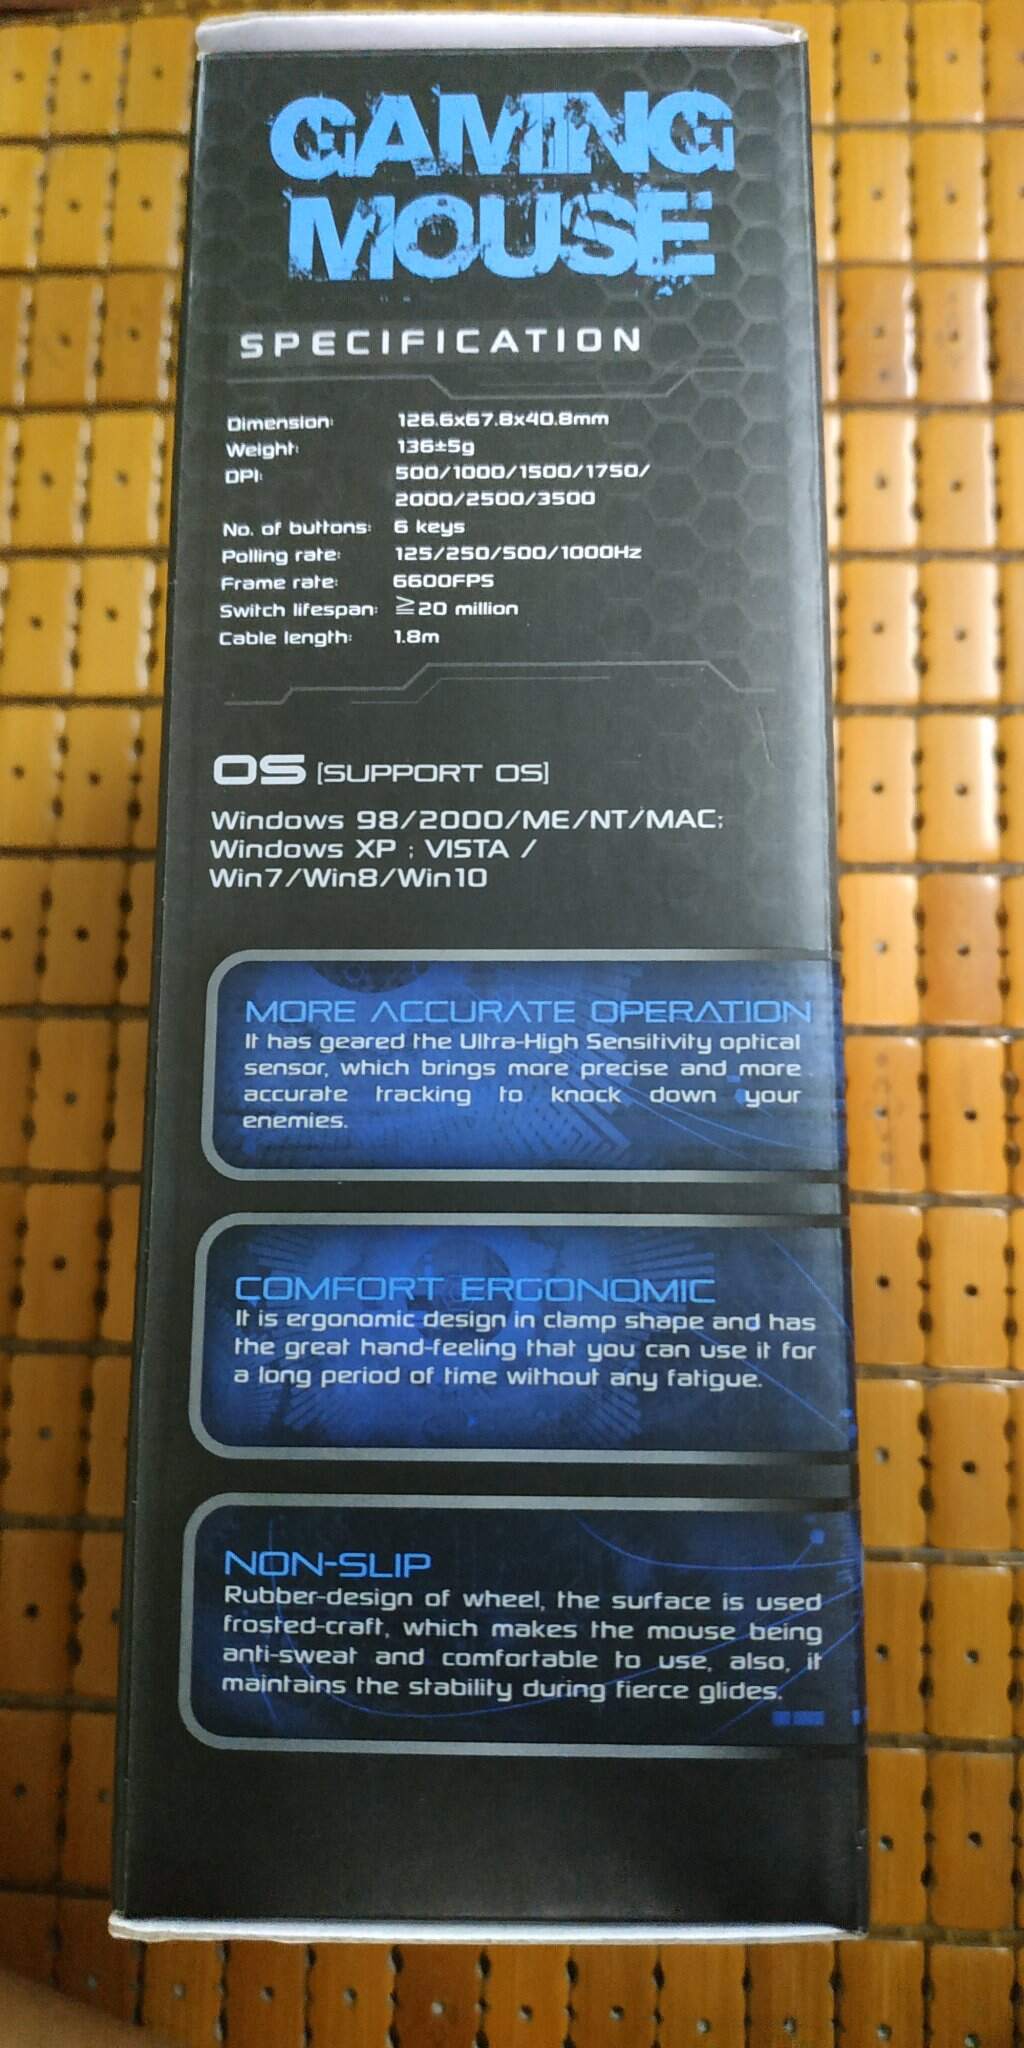 GAMING
MOUSE
SPECIFICATION
Dimension: 126.6x67.8x40.8mm
Weight: 136±5g
DPI: 500/1000/1500/1750/
2000/2500/3500
No. of buttons: 6 keys
Polling rate: 125/250/500/1000Hz
Frame rate: 6600FPS
Switch lifespan: ≧20 million
Cable length: 1.8m
OS [SUPPORT OS]
Windows 98/2000/ME/NT/MAC;
Windows XP ; VISTA /
Win7/Win8/Win10
MORE ACCURATE OPERATION
It has geared the Ultra-High Sensitivity optical
sensor, which brings more precise and more
accurate tracking to knock down your
enemies.
COMFORT ERGONOMIC
It is ergonomic design in clamp shape and has
the great hand-feeling that you can use it for
a long period of time without any fatigue.
NON-SLIP
Rubber-design of wheel, the surface is used
frosted-craft, which makes the mouse being
anti-sweat and comfortable to use, also, it
maintains the stability during fierce glides.